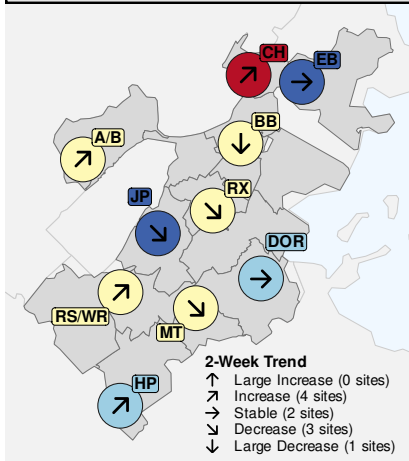 CH
EB
BB
A/B
RX
JP
DOR
RS/WR
MT
HP
2-Week Trend
↑ Large Increase (0 sites)
↗ Increase (4 sites)
→ Stable (2 sites)
↘ Decrease (3 sites)
↓ Large Decrease (1 sites)